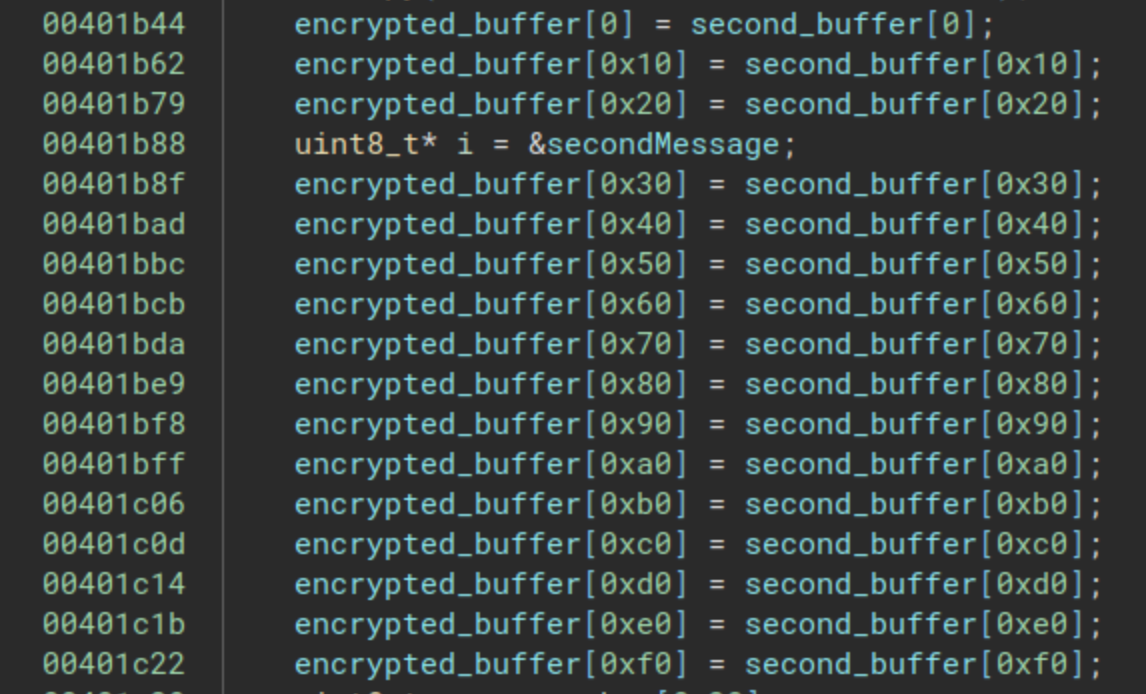 00401b44 encrypted_buffer[0] = second_buffer[0];
00401b62 encrypted_buffer[0x10] = second_buffer[0x10];
00401b79 encrypted_buffer[0x20] = second_buffer[0x20];
00401b88 uint8_t* i = &secondMessage;
00401b8f encrypted_buffer[0x30] = second_buffer[0x30];
00401bad encrypted_buffer[0x40] = second_buffer[0x40];
00401bbc encrypted_buffer[0x50] = second_buffer[0x50];
00401bcb encrypted_buffer[0x60] = second_buffer[0x60];
00401bda encrypted_buffer[0x70] = second_buffer[0x70];
00401be9 encrypted_buffer[0x80] = second_buffer[0x80];
00401bf8 encrypted_buffer[0x90] = second_buffer[0x90];
00401bff encrypted_buffer[0xa0] = second_buffer[0xa0];
00401c06 encrypted_buffer[0xb0] = second_buffer[0xb0];
00401c0d encrypted_buffer[0xc0] = second_buffer[0xc0];
00401c14 encrypted_buffer[0xd0] = second_buffer[0xd0];
00401c1b encrypted_buffer[0xe0] = second_buffer[0xe0];
00401c22 encrypted_buffer[0xf0] = second_buffer[0xf0];